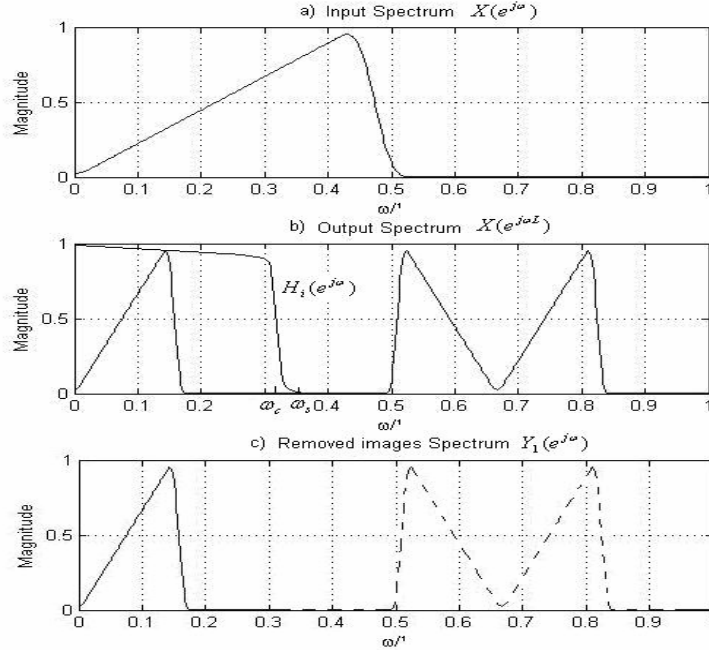 a) Input Spectrum X(e^{jω})
Magnitude
1
0.5
0
0 0.1 0.2 0.3 0.4 0.5 0.6 0.7 0.8 0.9 1
ω/¹
b) Output Spectrum X(e^{jωL})
Magnitude
1
0.5
0
H_i(e^{jω})
0 0.1 0.2 ω_c ω_s 0.4 0.5 0.6 0.7 0.8 0.9 1
ω/¹
c) Removed images Spectrum Y_1(e^{jω})
Magnitude
1
0.5
0
0 0.1 0.2 0.3 0.4 0.5 0.6 0.7 0.8 0.9 1
ω/¹